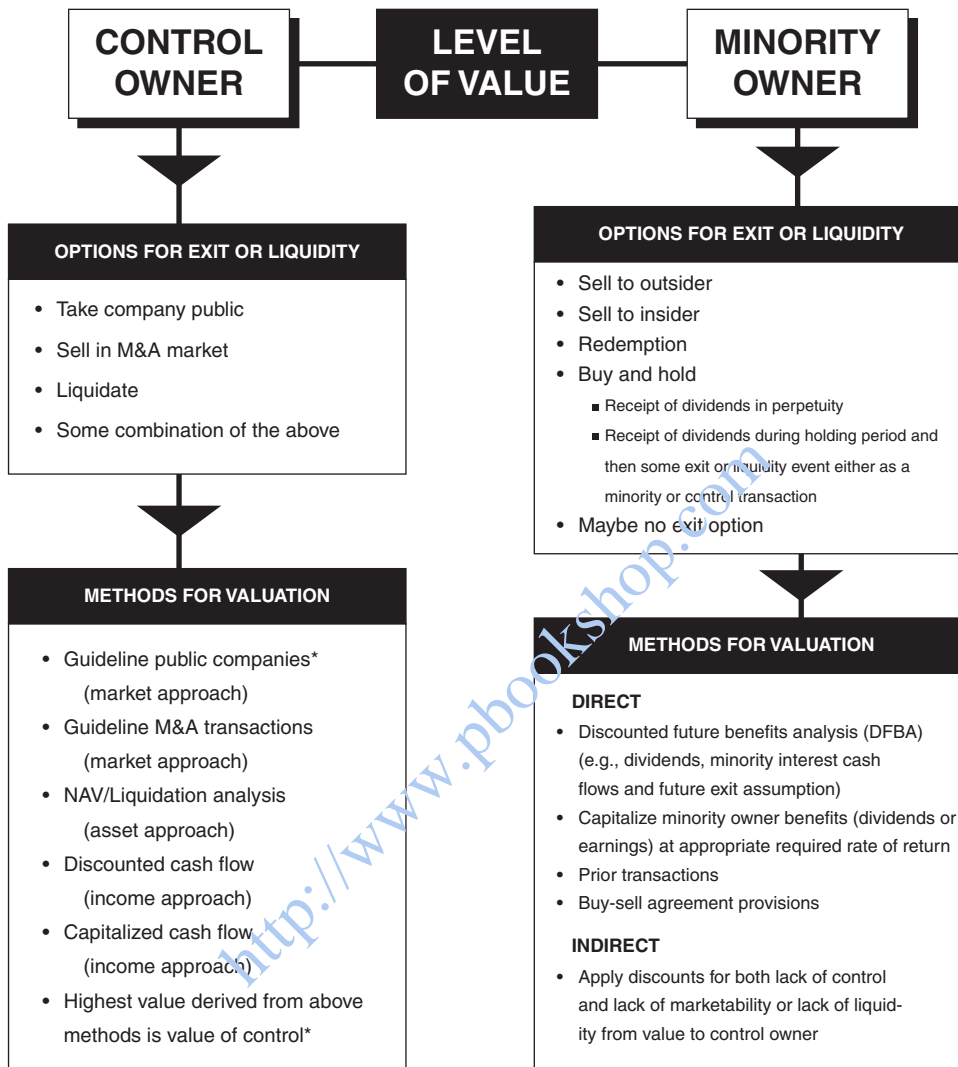 CONTROL
OWNER
LEVEL
OF VALUE
MINORITY
OWNER
OPTIONS FOR EXIT OR LIQUIDITY
• Take company public
• Sell in M&A market
• Liquidate
• Some combination of the above
METHODS FOR VALUATION
• Guideline public companies*
(market approach)
• Guideline M&A transactions
(market approach)
• NAV/Liquidation analysis
(asset approach)
• Discounted cash flow
(income approach)
• Capitalized cash flow
(income approach)
• Highest value derived from above
methods is value of control*
OPTIONS FOR EXIT OR LIQUIDITY
• Sell to outsider
• Sell to insider
• Redemption
• Buy and hold
■ Receipt of dividends in perpetuity
■ Receipt of dividends during holding period and
then some exit or liquidity event either as a
minority or control transaction
• Maybe no exit option
METHODS FOR VALUATION
DIRECT
• Discounted future benefits analysis (DFBA)
(e.g., dividends, minority interest cash
flows and future exit assumption)
• Capitalize minority owner benefits (dividends or
earnings) at appropriate required rate of return
• Prior transactions
• Buy-sell agreement provisions
INDIRECT
• Apply discounts for both lack of control
and lack of marketability or lack of liquid-
ity from value to control owner
http://www.pbookshop.com